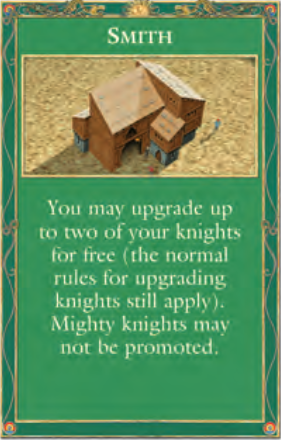 SMITH
You may upgrade up
to two of your knights
for free (the normal
rules for upgrading
knights still apply).
Mighty knights may
not be promoted.